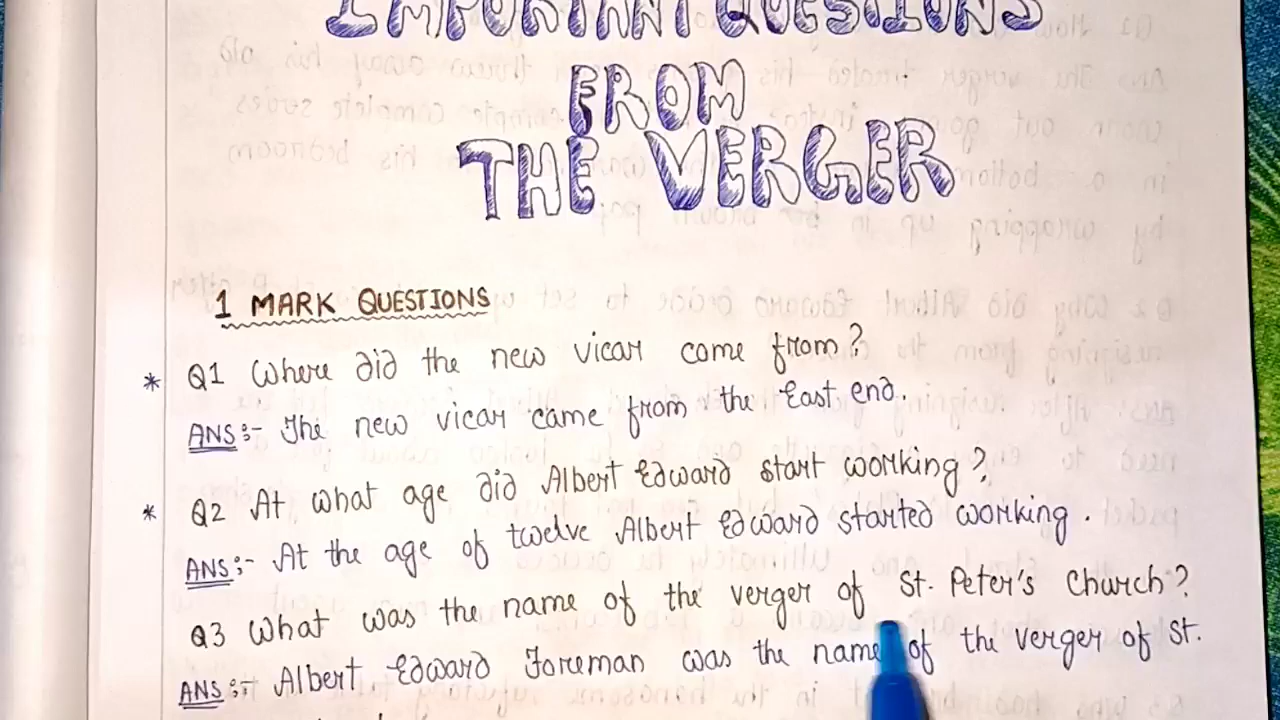 IMPORTANT QUESTIONS
FROM
THE VERGER
1 MARK QUESTIONS
* Q1 Where did the new vicar come from?
ANS:- The new vicar came from the East end.
* Q2 At what age did Albert Edward start working?
ANS:- At the age of twelve Albert Edward started working.
Q3 What was the name of the verger of St. Peter's Church?
ANS:- Albert Edward Foreman was the name of the verger of St.